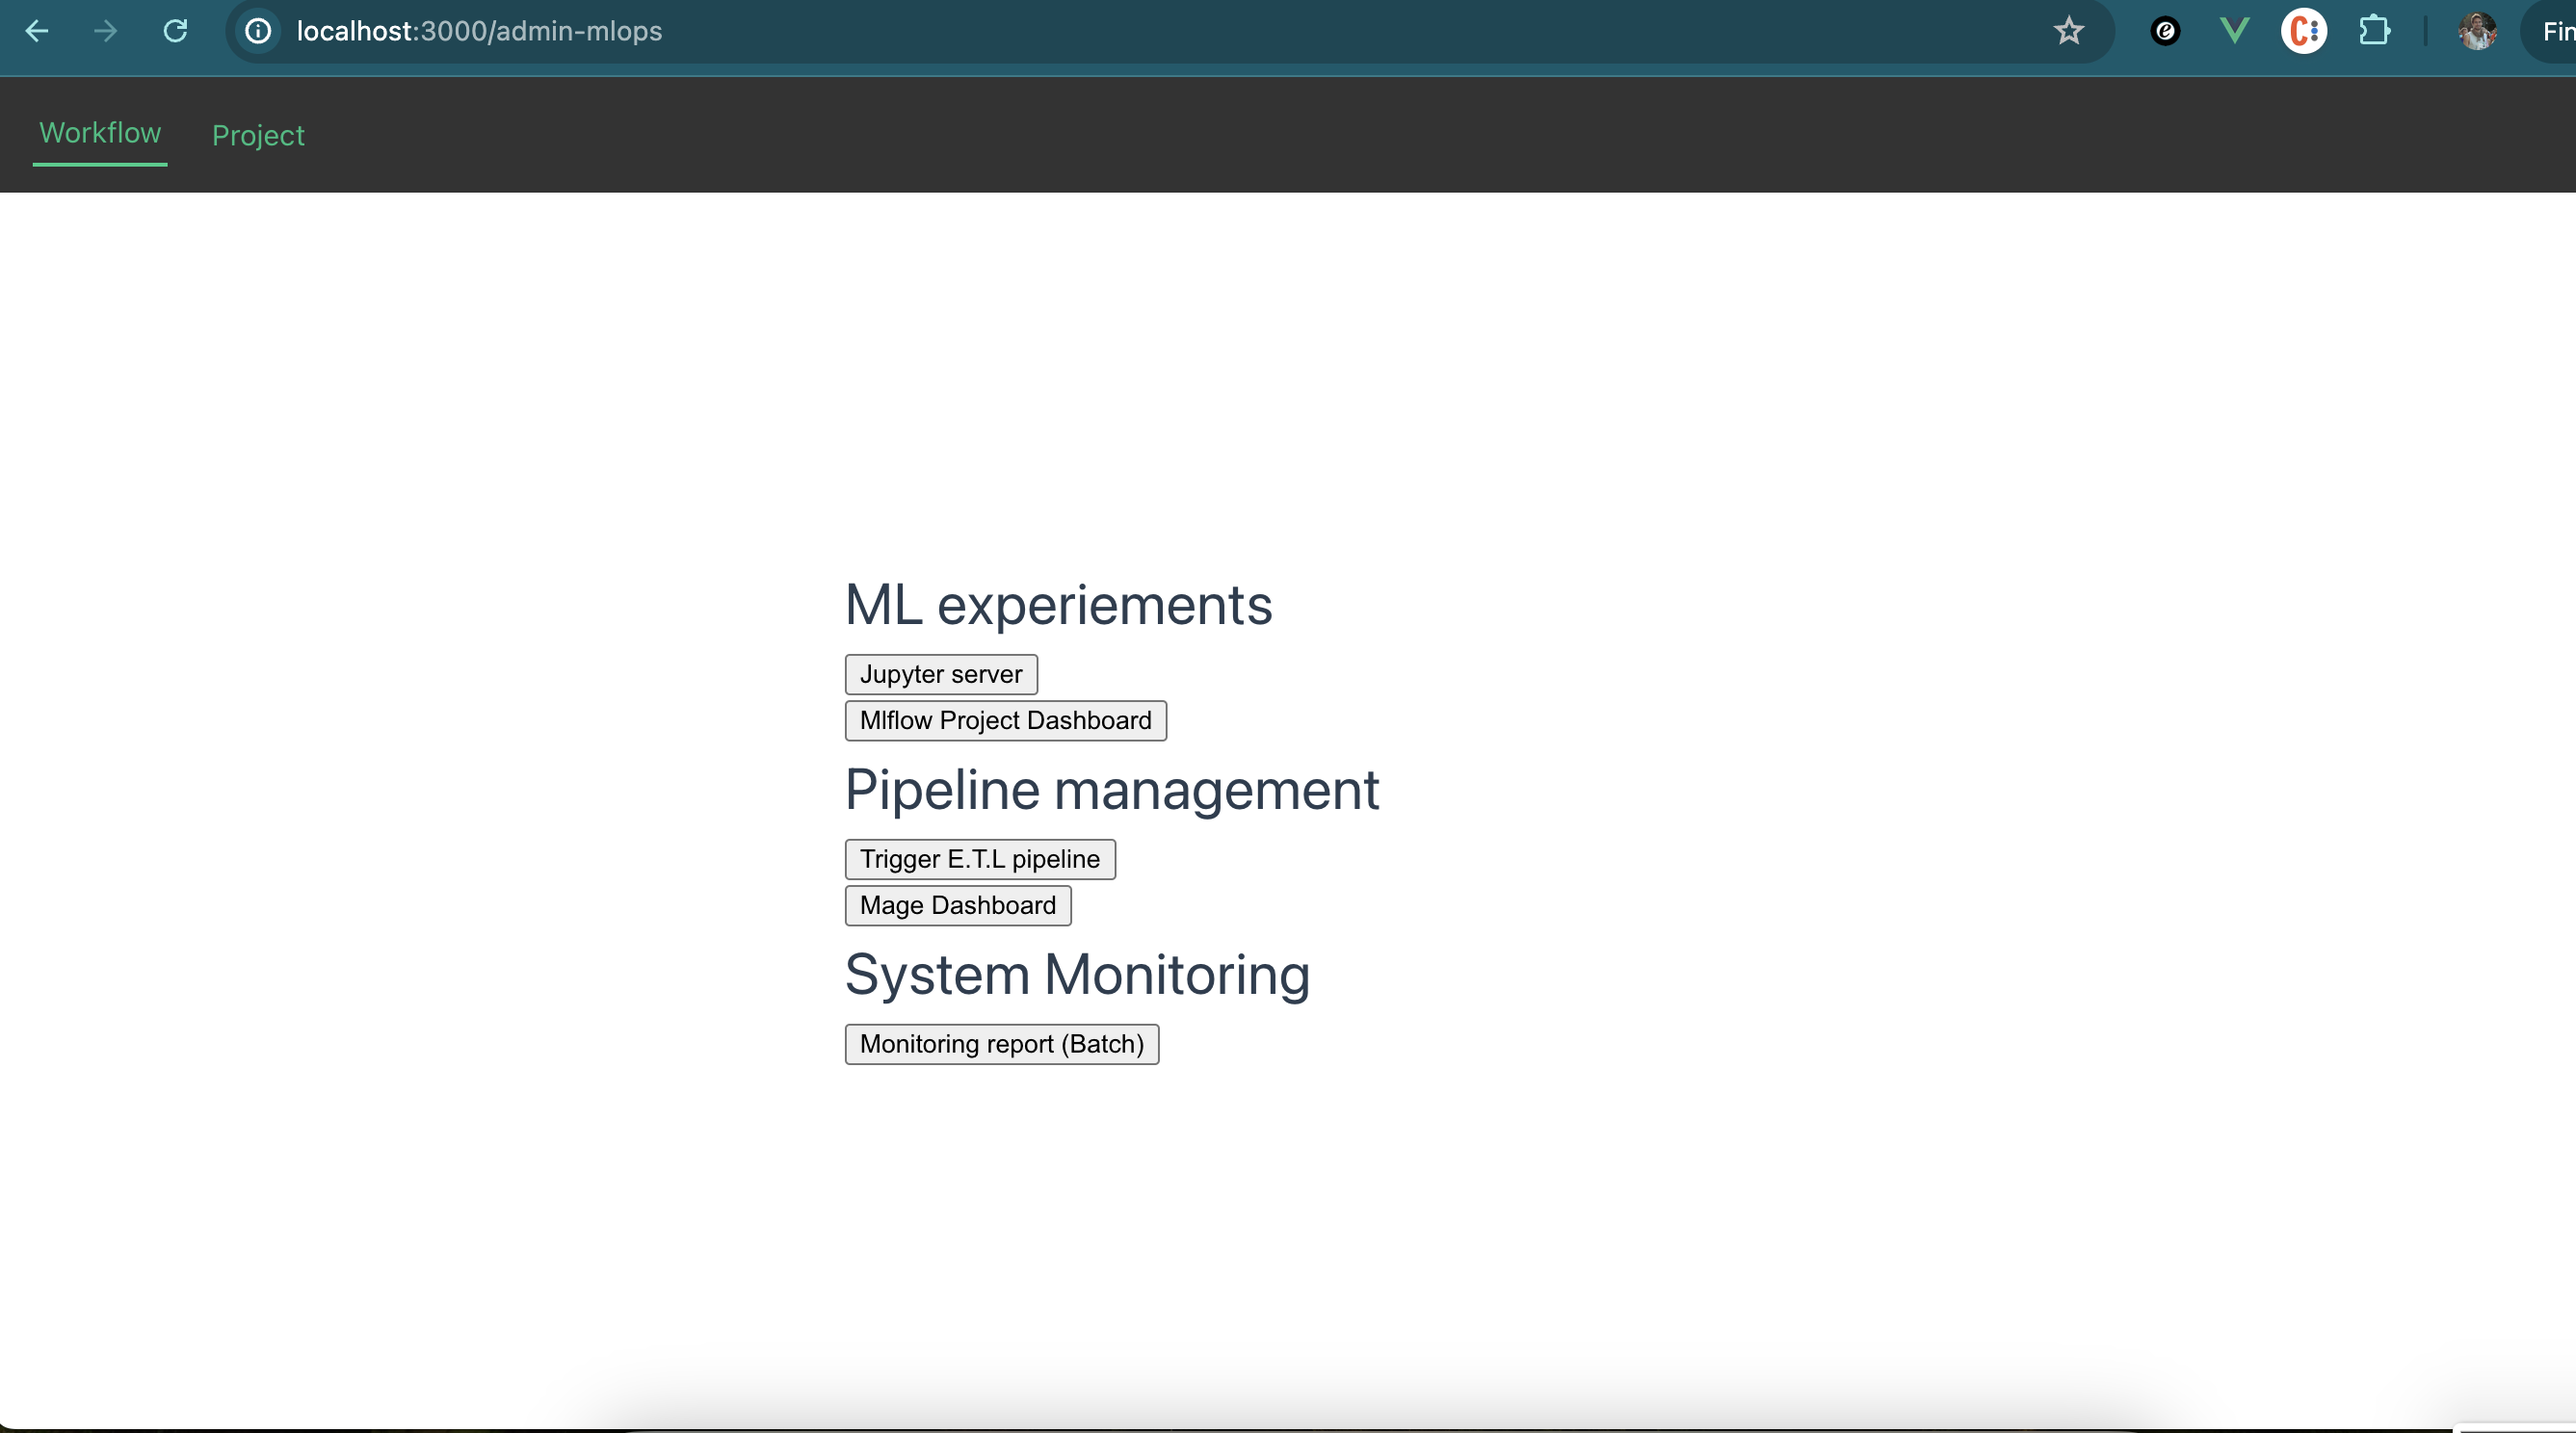 localhost:3000/admin-mlops
Fin
Workflow
Project
ML experiements
Jupyter server
Mlflow Project Dashboard
Pipeline management
Trigger E.T.L pipeline
Mage Dashboard
System Monitoring
Monitoring report (Batch)